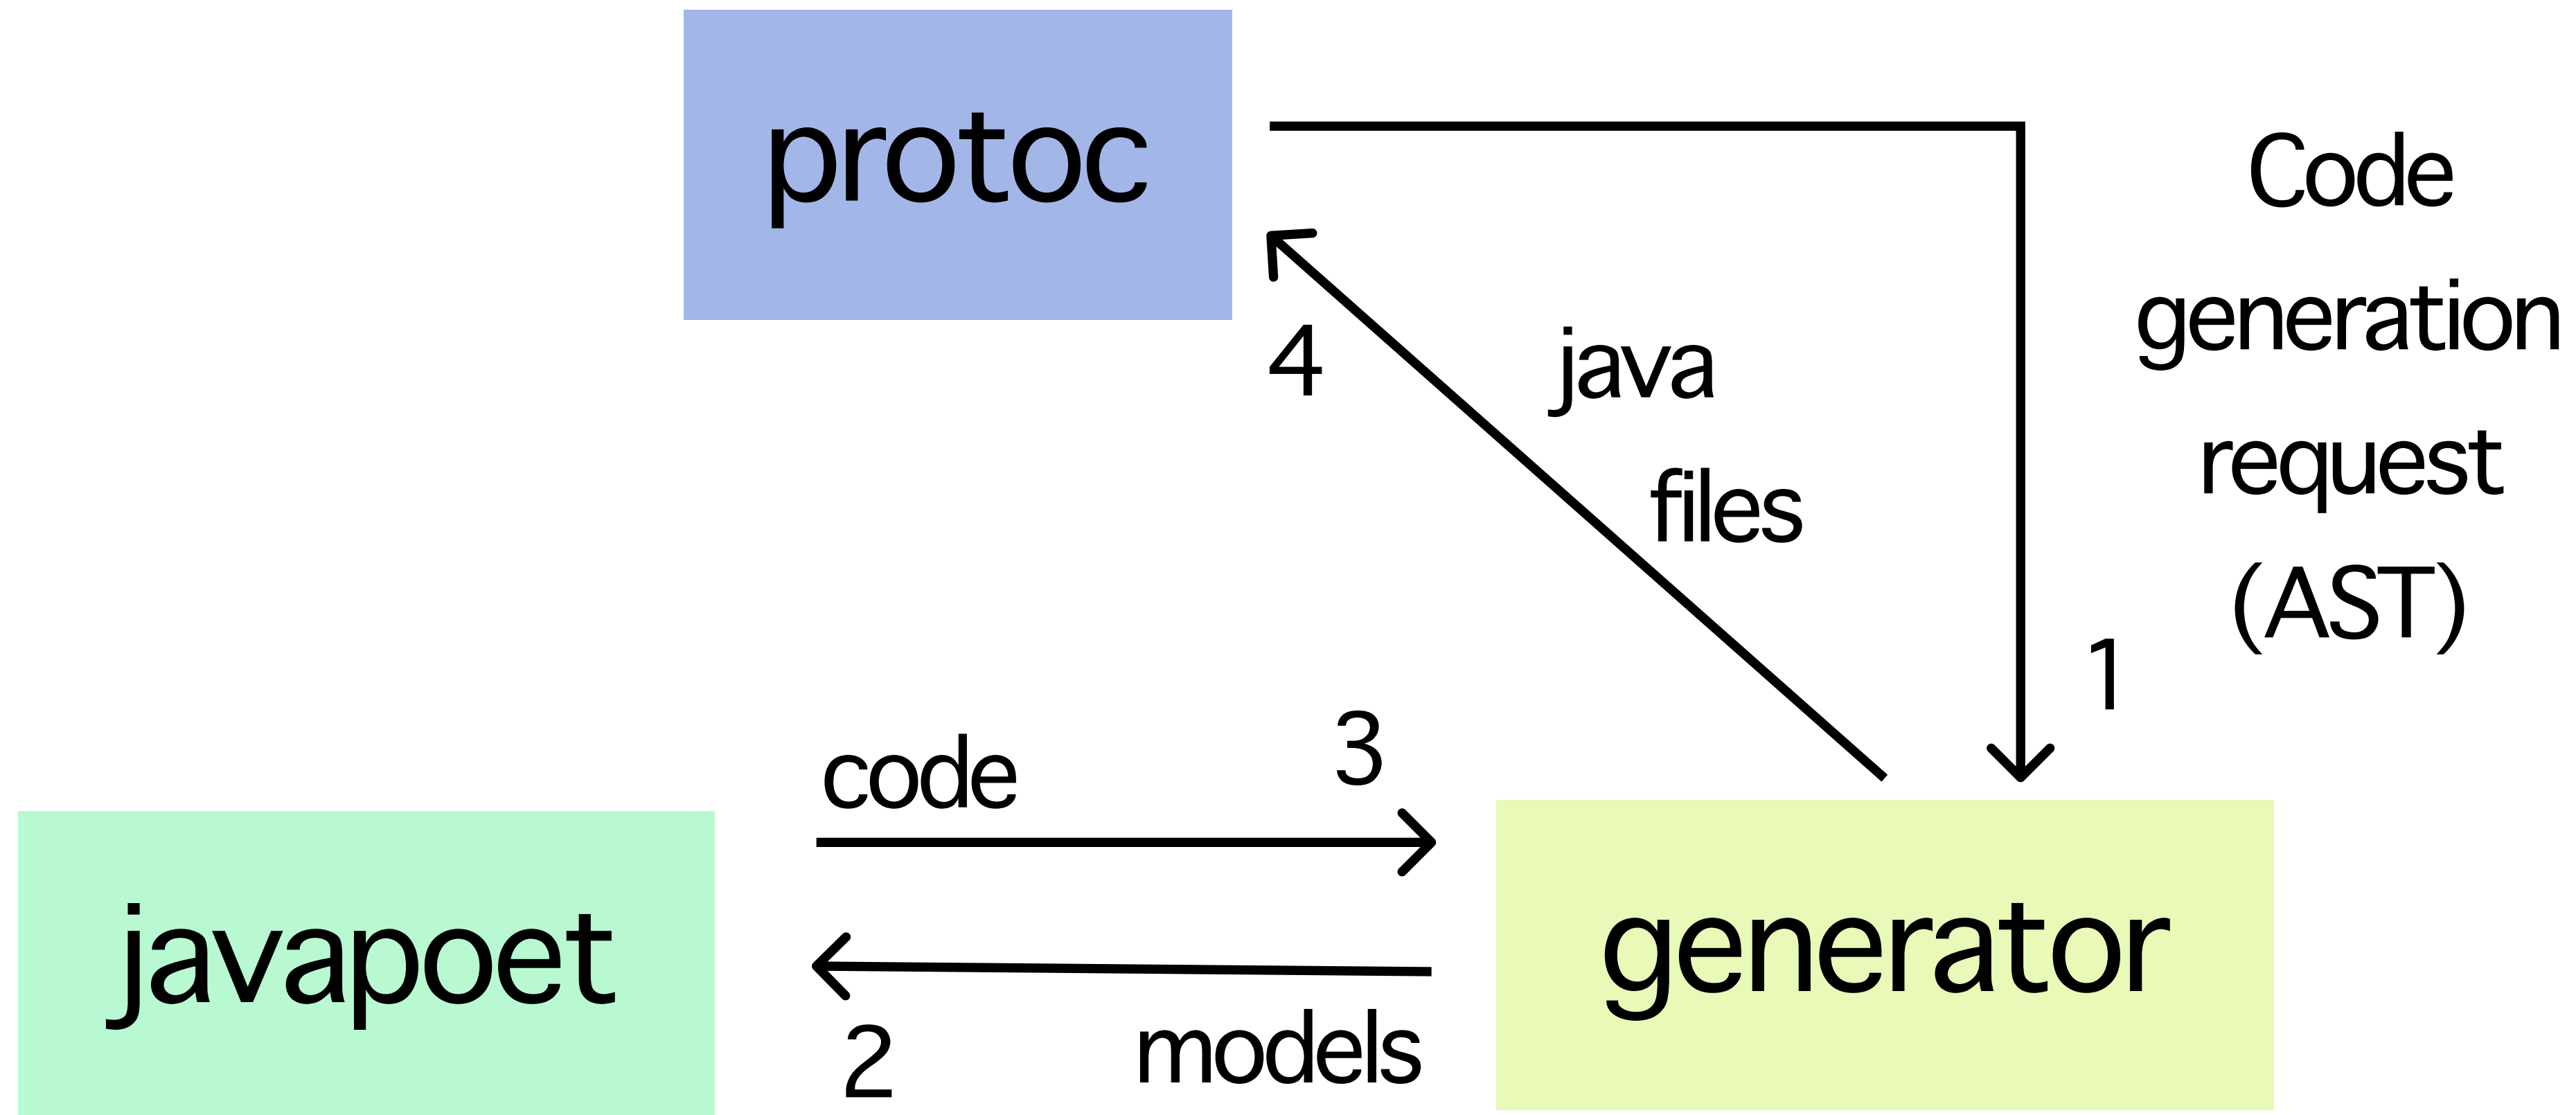 protoc
Code
generation
request
(AST)
1
4
java
files
code
3
javapoet
generator
2
models